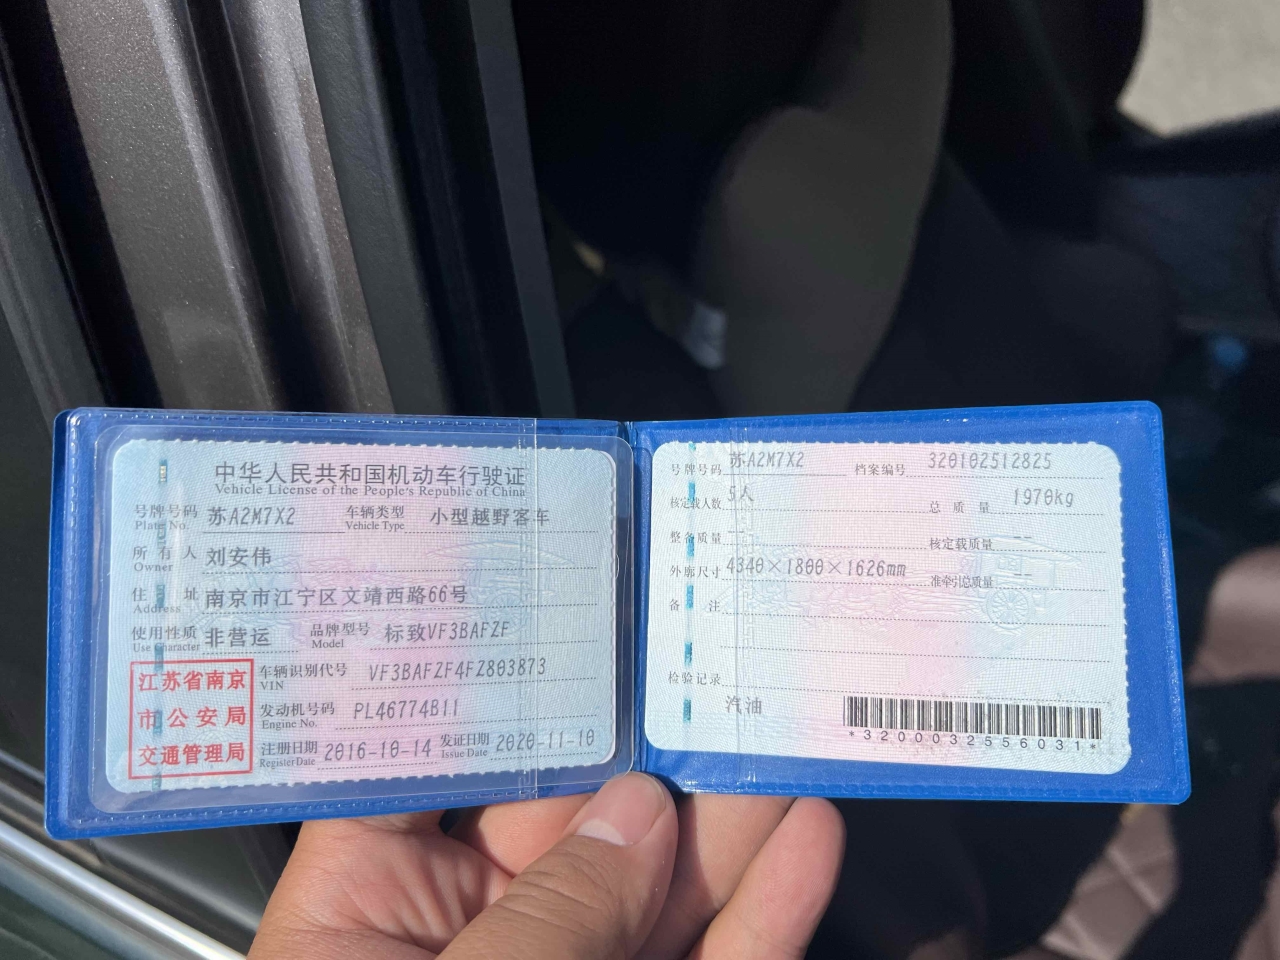 中华人民共和国机动车行驶证
Vehicle License of the People's Republic of China
号牌号码 苏A2M7X2 车辆类型 小型越野客车
Plate No. Vehicle Type
所有人 刘安伟
Owner
住址 南京市江宁区文靖西路66号
Address
使用性质 非营运 品牌型号 标致VF3BAFZF
Use Character Model
江苏省南京
市公安局
交通管理局
车辆识别代号 VF3BAFZF4FZ803873
VIN
发动机号码 PL46774B11
Engine No.
注册日期 2016-10-14 发证日期 2020-11-10
Register Date Issue Date
号牌号码 苏A2M7X2 档案编号 320102512825
核定载人数 5人 总质量 1970kg
整备质量 -- 核定载质量 --
外廓尺寸 4340×1800×1626mm 准牵引总质量 --
备注
检验记录
汽油
*3200032556031*